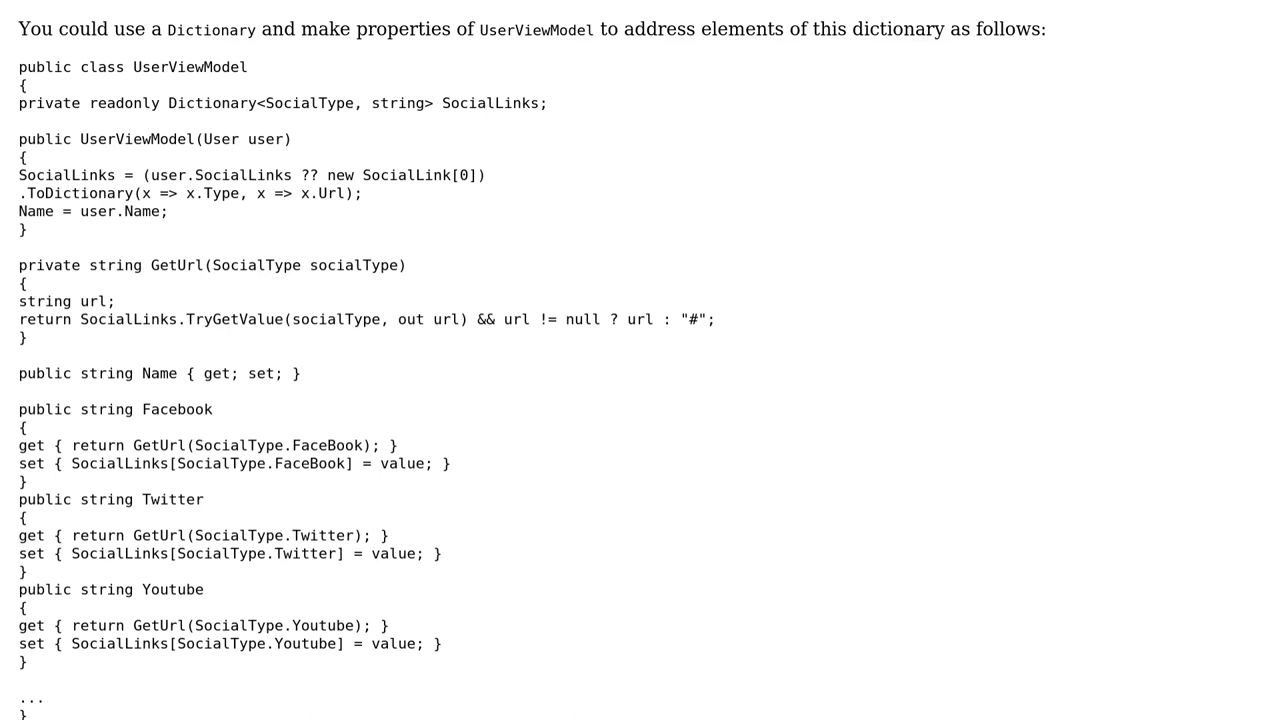 You could use a Dictionary and make properties of UserViewModel to address elements of this dictionary as follows:
public class UserViewModel
{
private readonly Dictionary<SocialType, string> SocialLinks;
public UserViewModel(User user)
{
SocialLinks = (user.SocialLinks ?? new SocialLink[0])
.ToDictionary(x => x.Type, x => x.Url);
Name = user.Name;
}
private string GetUrl(SocialType socialType)
{
string url;
return SocialLinks.TryGetValue(socialType, out url) && url != null ? url : "#";
}
public string Name { get; set; }
public string Facebook
{
get { return GetUrl(SocialType.FaceBook); }
set { SocialLinks[SocialType.FaceBook] = value; }
}
public string Twitter
{
get { return GetUrl(SocialType.Twitter); }
set { SocialLinks[SocialType.Twitter] = value; }
}
public string Youtube
{
get { return GetUrl(SocialType.Youtube); }
set { SocialLinks[SocialType.Youtube] = value; }
}
...
}